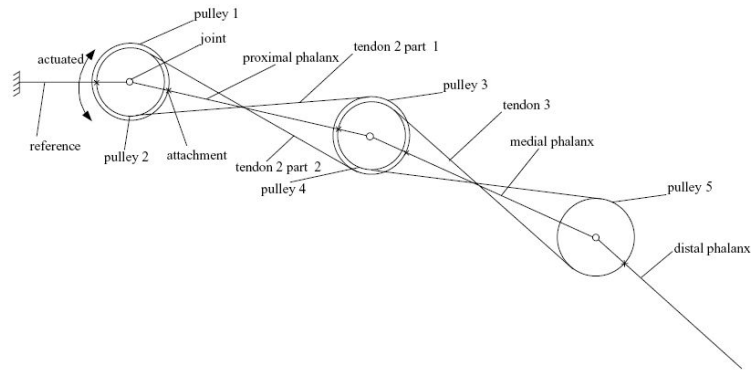 pulley 1
joint
actuated
proximal phalanx
tendon 2 part 1
pulley 3
tendon 3
reference
pulley 2
attachment
tendon 2 part 2
pulley 4
medial phalanx
pulley 5
distal phalanx